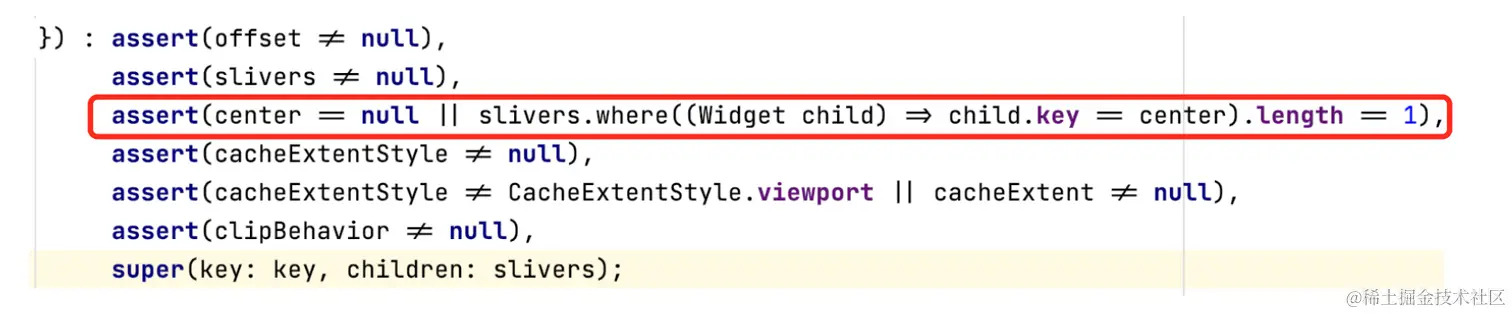 }) : assert(offset ≠ null),
assert(slivers ≠ null),
assert(center == null || slivers.where((Widget child) => child.key == center).length == 1),
assert(cacheExtentStyle ≠ null),
assert(cacheExtentStyle ≠ CacheExtentStyle.viewport || cacheExtent ≠ null),
assert(clipBehavior ≠ null),
super(key: key, children: slivers);
@稀土掘金技术社区